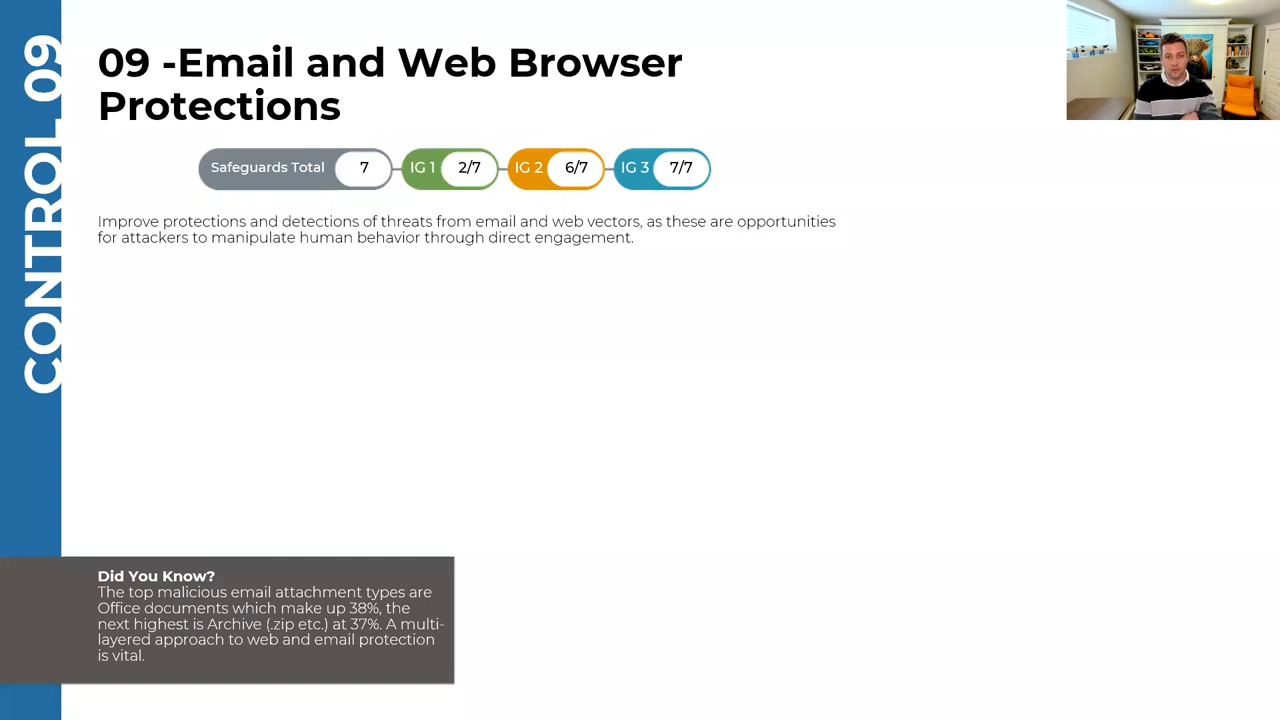 CONTROL 09
09 -Email and Web Browser
Protections
Safeguards Total 7 IG 1 2/7 IG 2 6/7 IG 3 7/7
Improve protections and detections of threats from email and web vectors, as these are opportunities
for attackers to manipulate human behavior through direct engagement.
Did You Know?
The top malicious email attachment types are
Office documents which make up 38%, the
next highest is Archive (.zip etc.) at 37%. A multi-
layered approach to web and email protection
is vital.